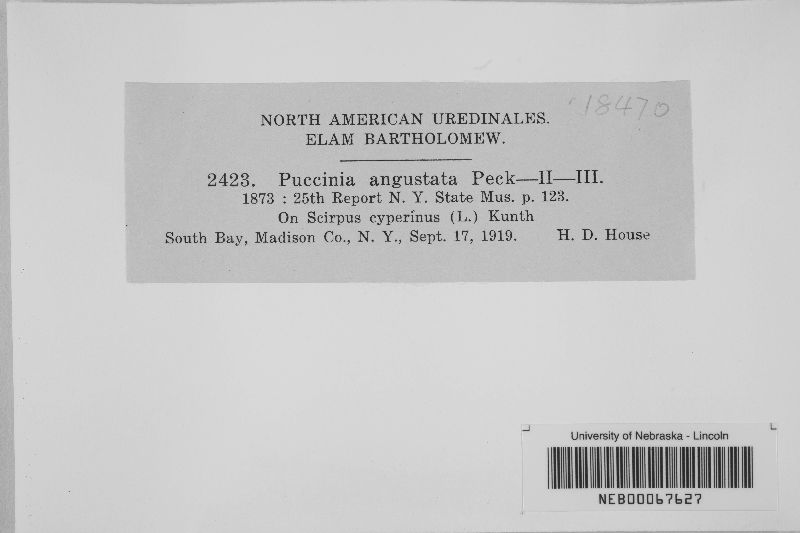 18470
NORTH AMERICAN UREDINALES.
ELAM BARTHOLOMEW.
2423. Puccinia angustata Peck—II—III.
1873 : 25th Report N. Y. State Mus. p. 123.
On Scirpus cyperinus (L.) Kunth
South Bay, Madison Co., N. Y., Sept. 17, 1919. H. D. House
University of Nebraska - Lincoln
NEB00067627